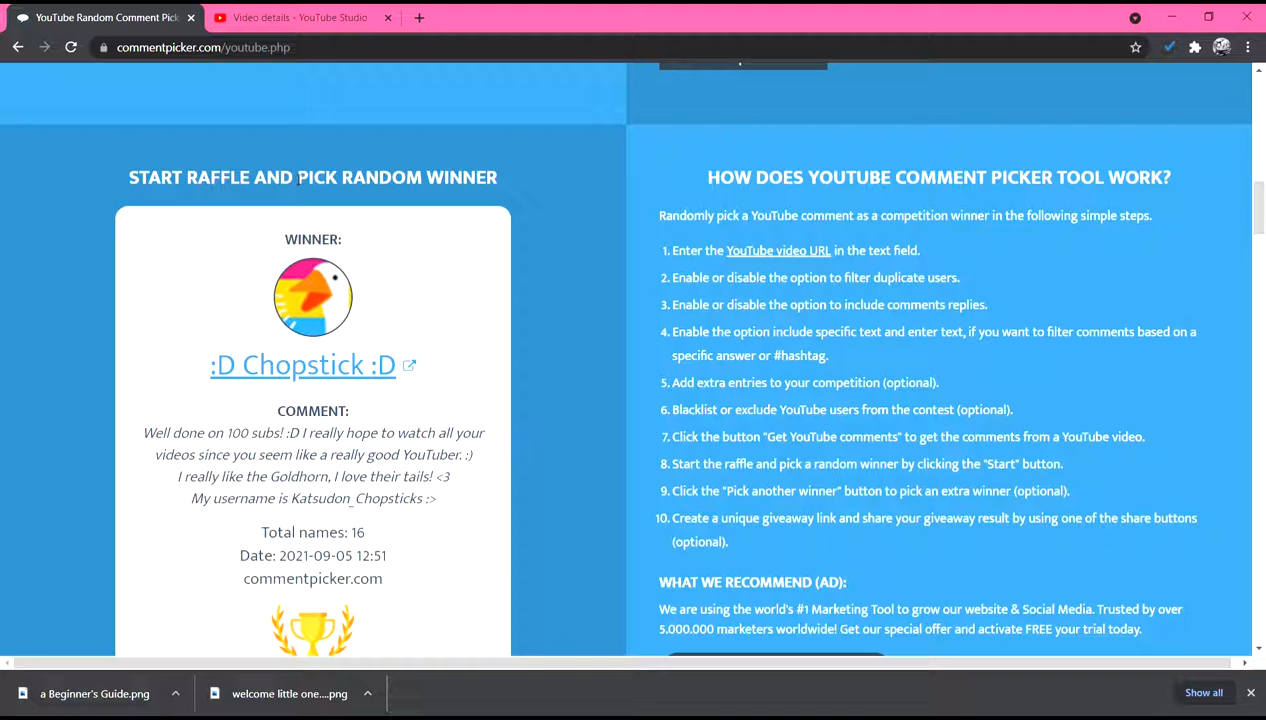 YouTube Random Comment Pick
Video details - YouTube Studio
commentpicker.com/youtube.php
START RAFFLE AND PICK RANDOM WINNER
WINNER:
:D Chopstick :D
COMMENT:
Well done on 100 subs! :D I really hope to watch all your
videos since you seem like a really good YouTuber. :)
I really like the Goldhorn, I love their tails! <3
My username is Katsudon_Chopsticks :>
Total names: 16
Date: 2021-09-05 12:51
commentpicker.com
HOW DOES YOUTUBE COMMENT PICKER TOOL WORK?
Randomly pick a YouTube comment as a competition winner in the following simple steps.
1. Enter the YouTube video URL in the text field.
2. Enable or disable the option to filter duplicate users.
3. Enable or disable the option to include comments replies.
4. Enable the option include specific text and enter text, if you want to filter comments based on a
specific answer or #hashtag.
5. Add extra entries to your competition (optional).
6. Blacklist or exclude YouTube users from the contest (optional).
7. Click the button "Get YouTube comments" to get the comments from a YouTube video.
8. Start the raffle and pick a random winner by clicking the "Start" button.
9. Click the "Pick another winner" button to pick an extra winner (optional).
10. Create a unique giveaway link and share your giveaway result by using one of the share buttons
(optional).
WHAT WE RECOMMEND (AD):
We are using the world's #1 Marketing Tool to grow our website & Social Media. Trusted by over
5.000.000 marketers worldwide! Get our special offer and activate FREE your trial today.
a Beginner's Guide.png
welcome little one....png
Show all